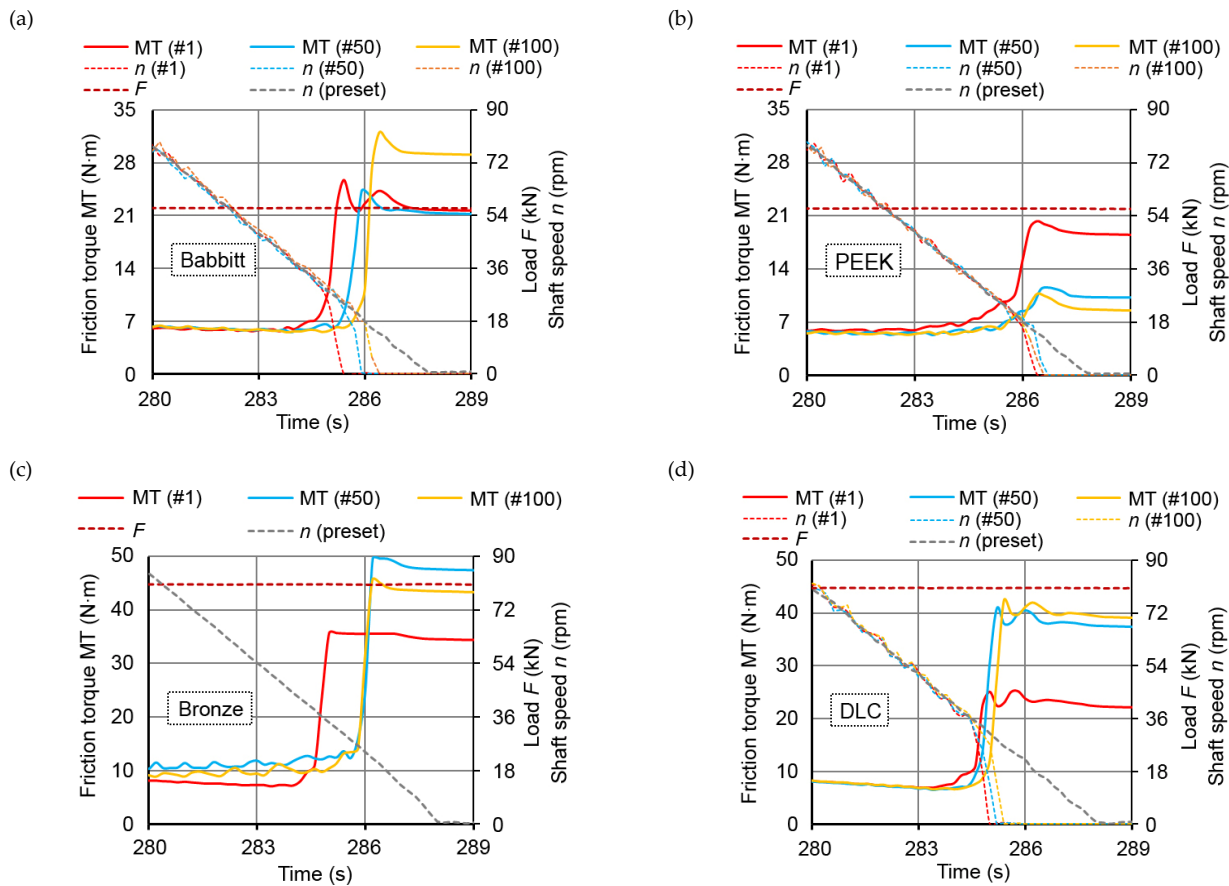 (a)
MT (#1) MT (#50) MT (#100)
n (#1) n (#50) n (#100)
F n (preset)
35 90
28 72
21 54
14 36
7 18
0 0
280 283 286 289
Friction torque MT (N·m)
Load F (kN)
Shaft speed n (rpm)
Babbitt
Time (s)
(b)
MT (#1) MT (#50) MT (#100)
n (#1) n (#50) n (#100)
F n (preset)
35 90
28 72
21 54
14 36
7 18
0 0
280 283 286 289
Friction torque MT (N·m)
Load F (kN)
Shaft speed n (rpm)
PEEK
Time (s)
(c)
MT (#1) MT (#50) MT (#100)
F n (preset)
50 90
40 72
30 54
20 36
10 18
0 0
280 283 286 289
Friction torque MT (N·m)
Load F (kN)
Shaft speed n (rpm)
Bronze
Time (s)
(d)
MT (#1) MT (#50) MT (#100)
n (#1) n (#50) n (#100)
F n (preset)
50 90
40 72
30 54
20 36
10 18
0 0
280 283 286 289
Friction torque MT (N·m)
Load F (kN)
Shaft speed n (rpm)
DLC
Time (s)